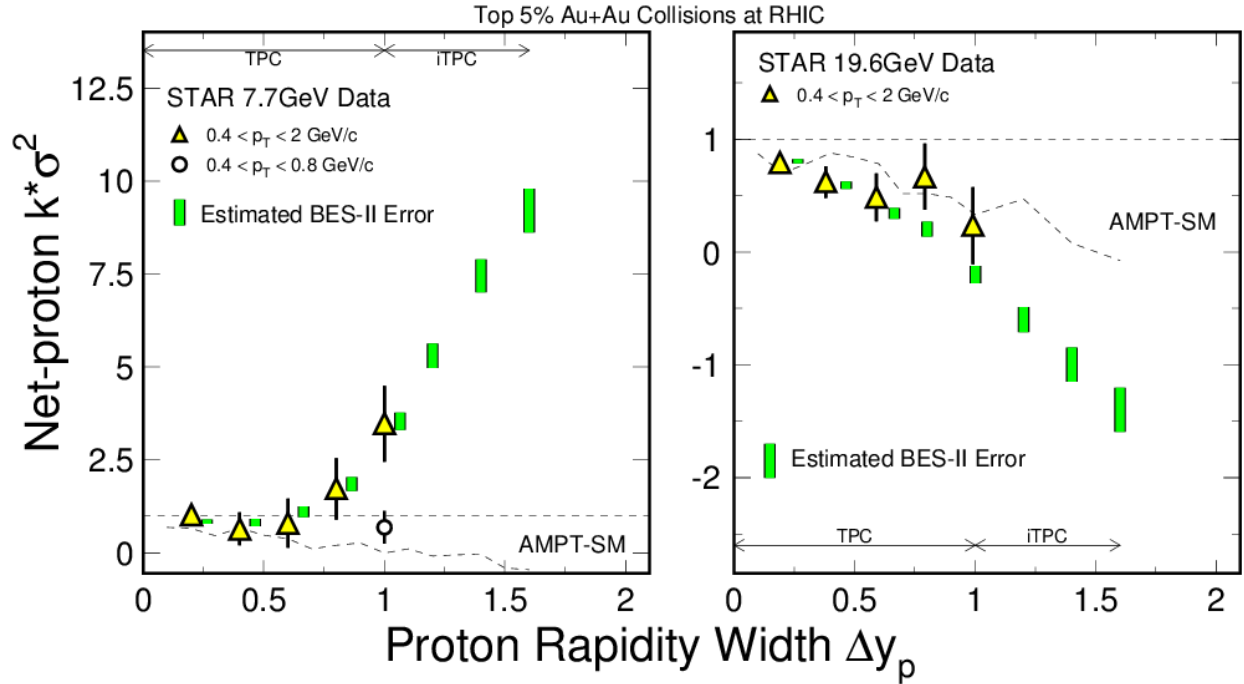 Top 5% Au+Au Collisions at RHIC
Net-proton k*σ²
TPC
iTPC
STAR 7.7GeV Data
0.4 < p_T < 2 GeV/c
0.4 < p_T < 0.8 GeV/c
Estimated BES-II Error
AMPT-SM
12.5
10
7.5
5
2.5
0
0
0.5
1
1.5
2
STAR 19.6GeV Data
0.4 < p_T < 2 GeV/c
AMPT-SM
Estimated BES-II Error
TPC
iTPC
1
0
-1
-2
0
0.5
1
1.5
2
Proton Rapidity Width Δy_p